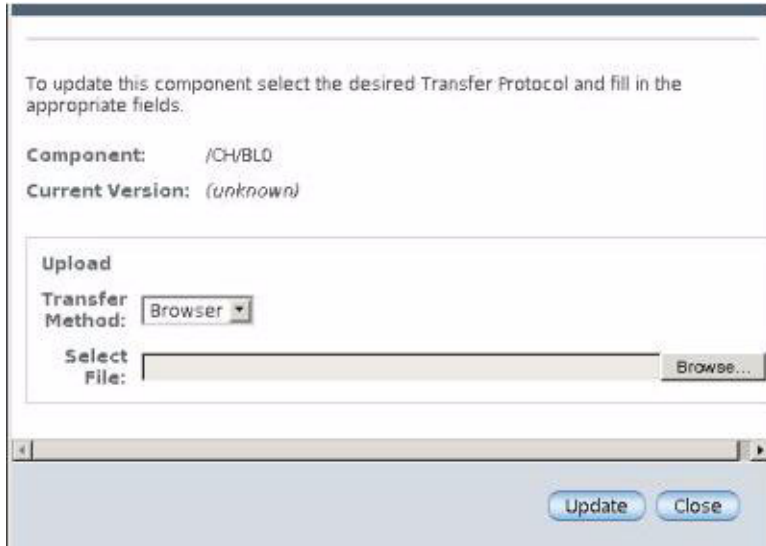 To update this component select the desired Transfer Protocol and fill in the
appropriate fields.
Component: /CH/BL0
Current Version: (unknown)
Upload
Transfer
Method: Browser
Select
File: Browse...
Update Close